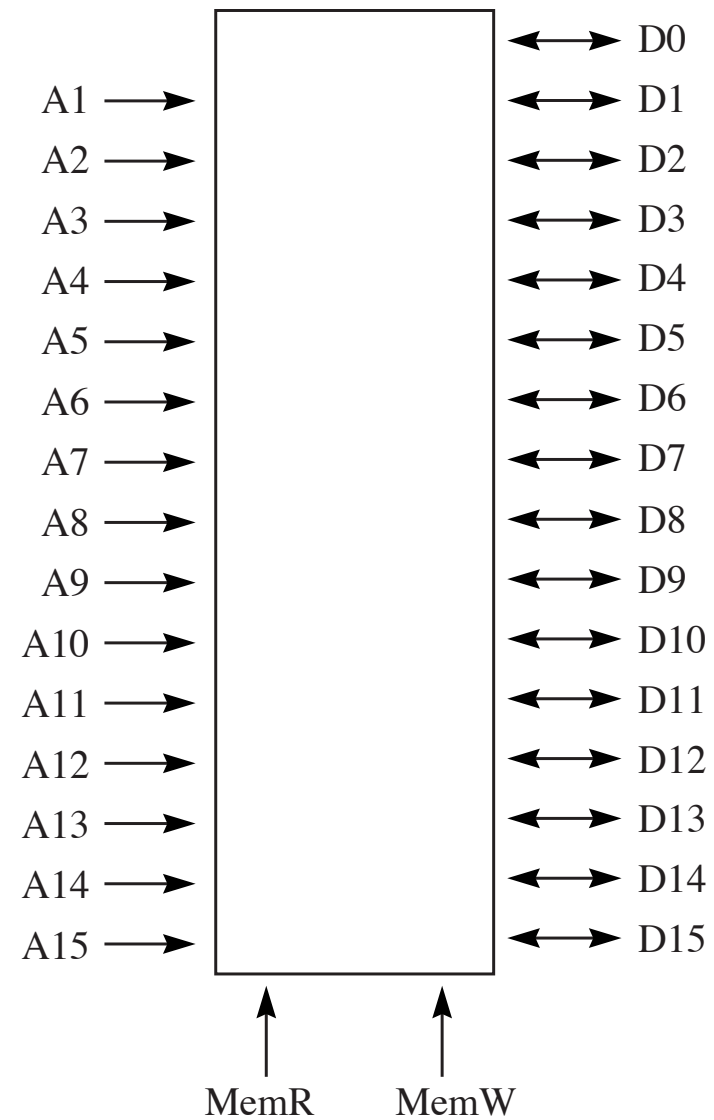 D0
A1 D1
A2 D2
A3 D3
A4 D4
A5 D5
A6 D6
A7 D7
A8 D8
A9 D9
A10 D10
A11 D11
A12 D12
A13 D13
A14 D14
A15 D15
MemR MemW